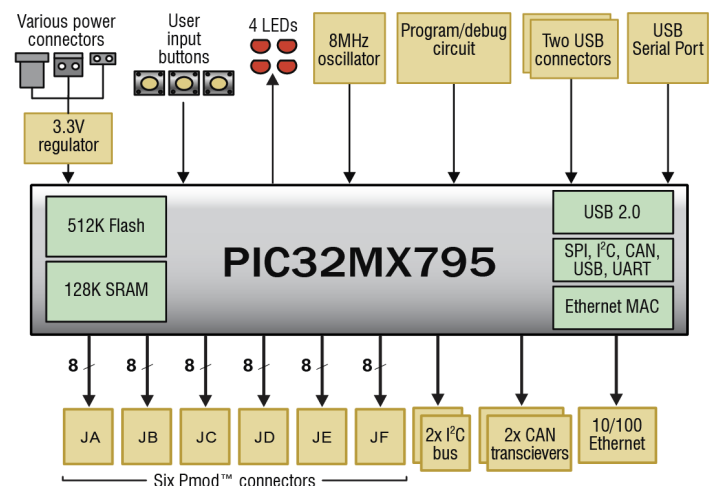 Various power
connectors
User
input
buttons
4 LEDs
8MHz
oscillator
Program/debug
circuit
Two USB
connectors
USB
Serial Port
3.3V
regulator
512K Flash
128K SRAM
PIC32MX795
USB 2.0
SPI, I²C, CAN,
USB, UART
Ethernet MAC
8
8
8
8
8
8
JA
JB
JC
JD
JE
JF
2x I²C
bus
2x CAN
transcievers
10/100
Ethernet
Six Pmod™ connectors